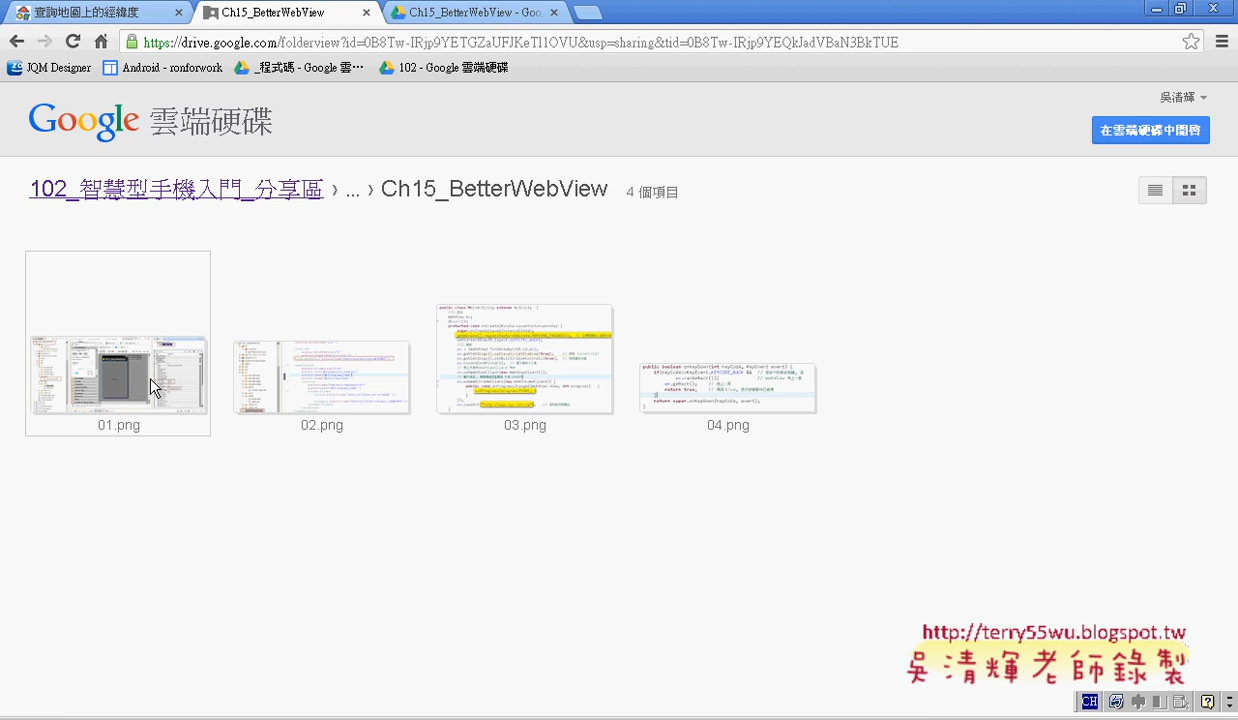 查詢地圖上的經緯度
Ch15_BetterWebView
Ch15_BetterWebView - Goo
https://drive.google.com/folderview?id=0B8Tw-IRjp9YETGZaUFJKeTl1OVU&usp=sharing&tid=0B8Tw-IRjp9YEQkJadVBaN3BkTUE
JQM Designer
Android - ronforwork
_程式碼 - Google 雲…
102 - Google 雲端硬碟
吳清輝
Google 雲端硬碟
在雲端硬碟中開啟
102_智慧型手機入門_分享區 › ... › Ch15_BetterWebView 4 個項目
01.png
02.png
03.png
04.png
http://terry55wu.blogspot.tw
吳清輝老師錄製
CH